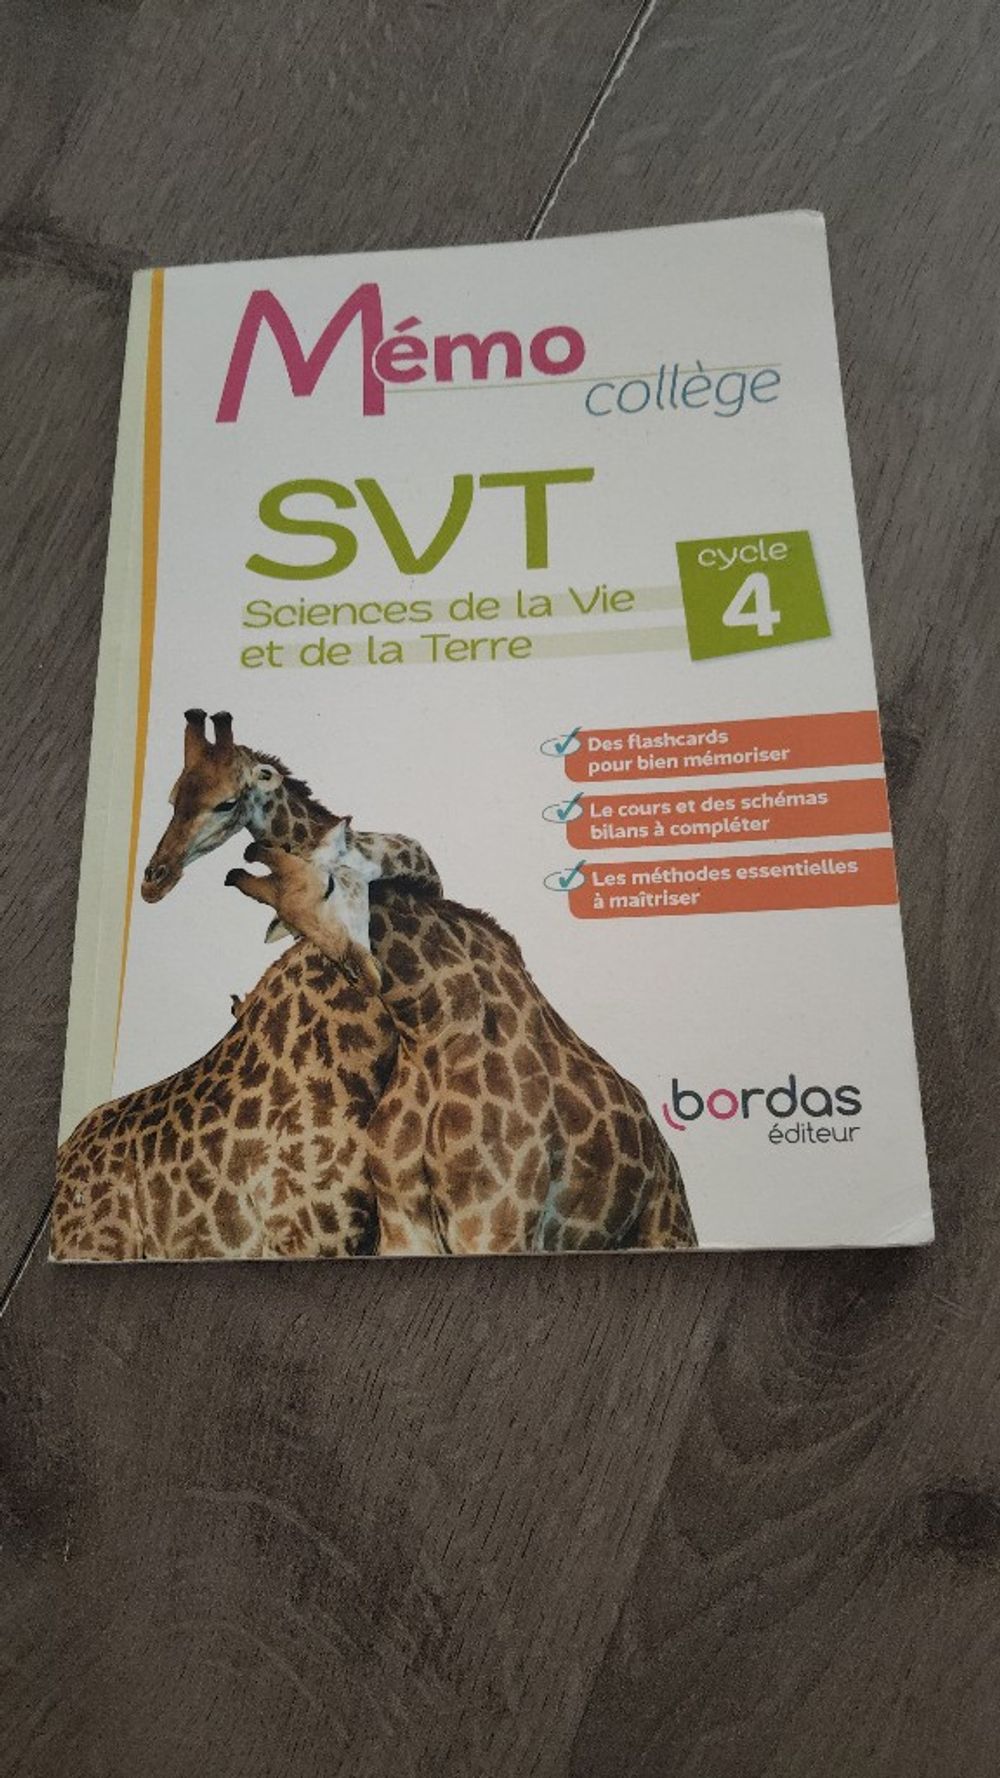 Mémo
collège
SVT
Sciences de la Vie
et de la Terre
cycle
4
Des flashcards
pour bien mémoriser
Le cours et des schémas
bilans à compléter
Les méthodes essentielles
à maîtriser
bordas
éditeur